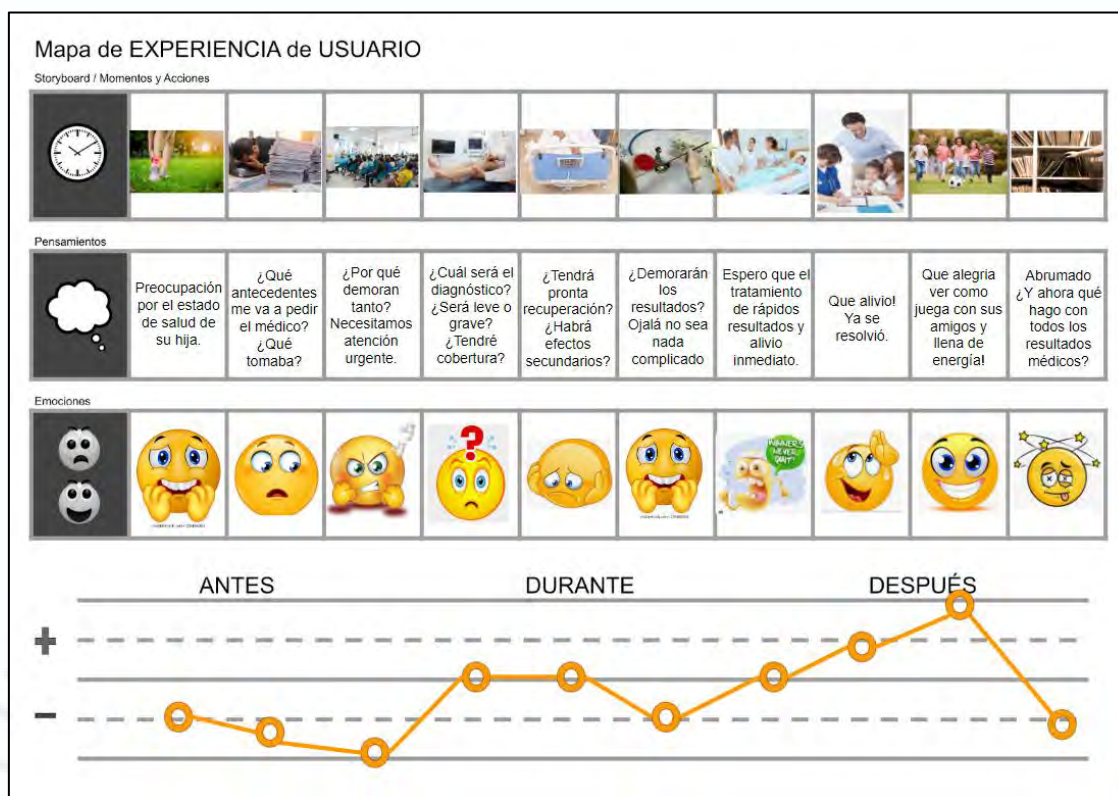 Mapa de EXPERIENCIA de USUARIO
Storyboard / Momentos y Acciones
Pensamientos
Preocupación
por el estado
de salud de
su hija.
¿Qué
antecedentes
me va a pedir
el médico?
¿Qué
tomaba?
¿Por qué
demoran
tanto?
Necesitamos
atención
urgente.
¿Cuál será el
diagnóstico?
¿Será leve o
grave?
¿Tendré
cobertura?
¿Tendrá
pronta
recuperación?
¿Habrá
efectos
secundarios?
¿Demorarán
los
resultados?
Ojalá no sea
nada
complicado
Espero que el
tratamiento
de rápidos
resultados y
alivio
inmediato.
Que alivio!
Ya se
resolvió.
Que alegria
ver como
juega con sus
amigos y
llena de
energía!
Abrumado
¿Y ahora qué
hago con
todos los
resultados
médicos?
Emociones
?
WINNERS
NEVER
QUIT!
ANTES
DURANTE
DESPUÉS
+
−